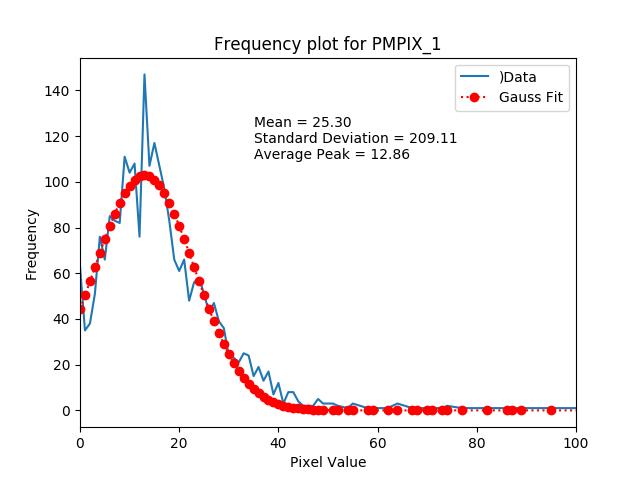 Frequency plot for PMPIX_1
)Data
Gauss Fit
Mean = 25.30
Standard Deviation = 209.11
Average Peak = 12.86
Frequency
140
120
100
80
60
40
20
0
0 20 40 60 80 100
Pixel Value